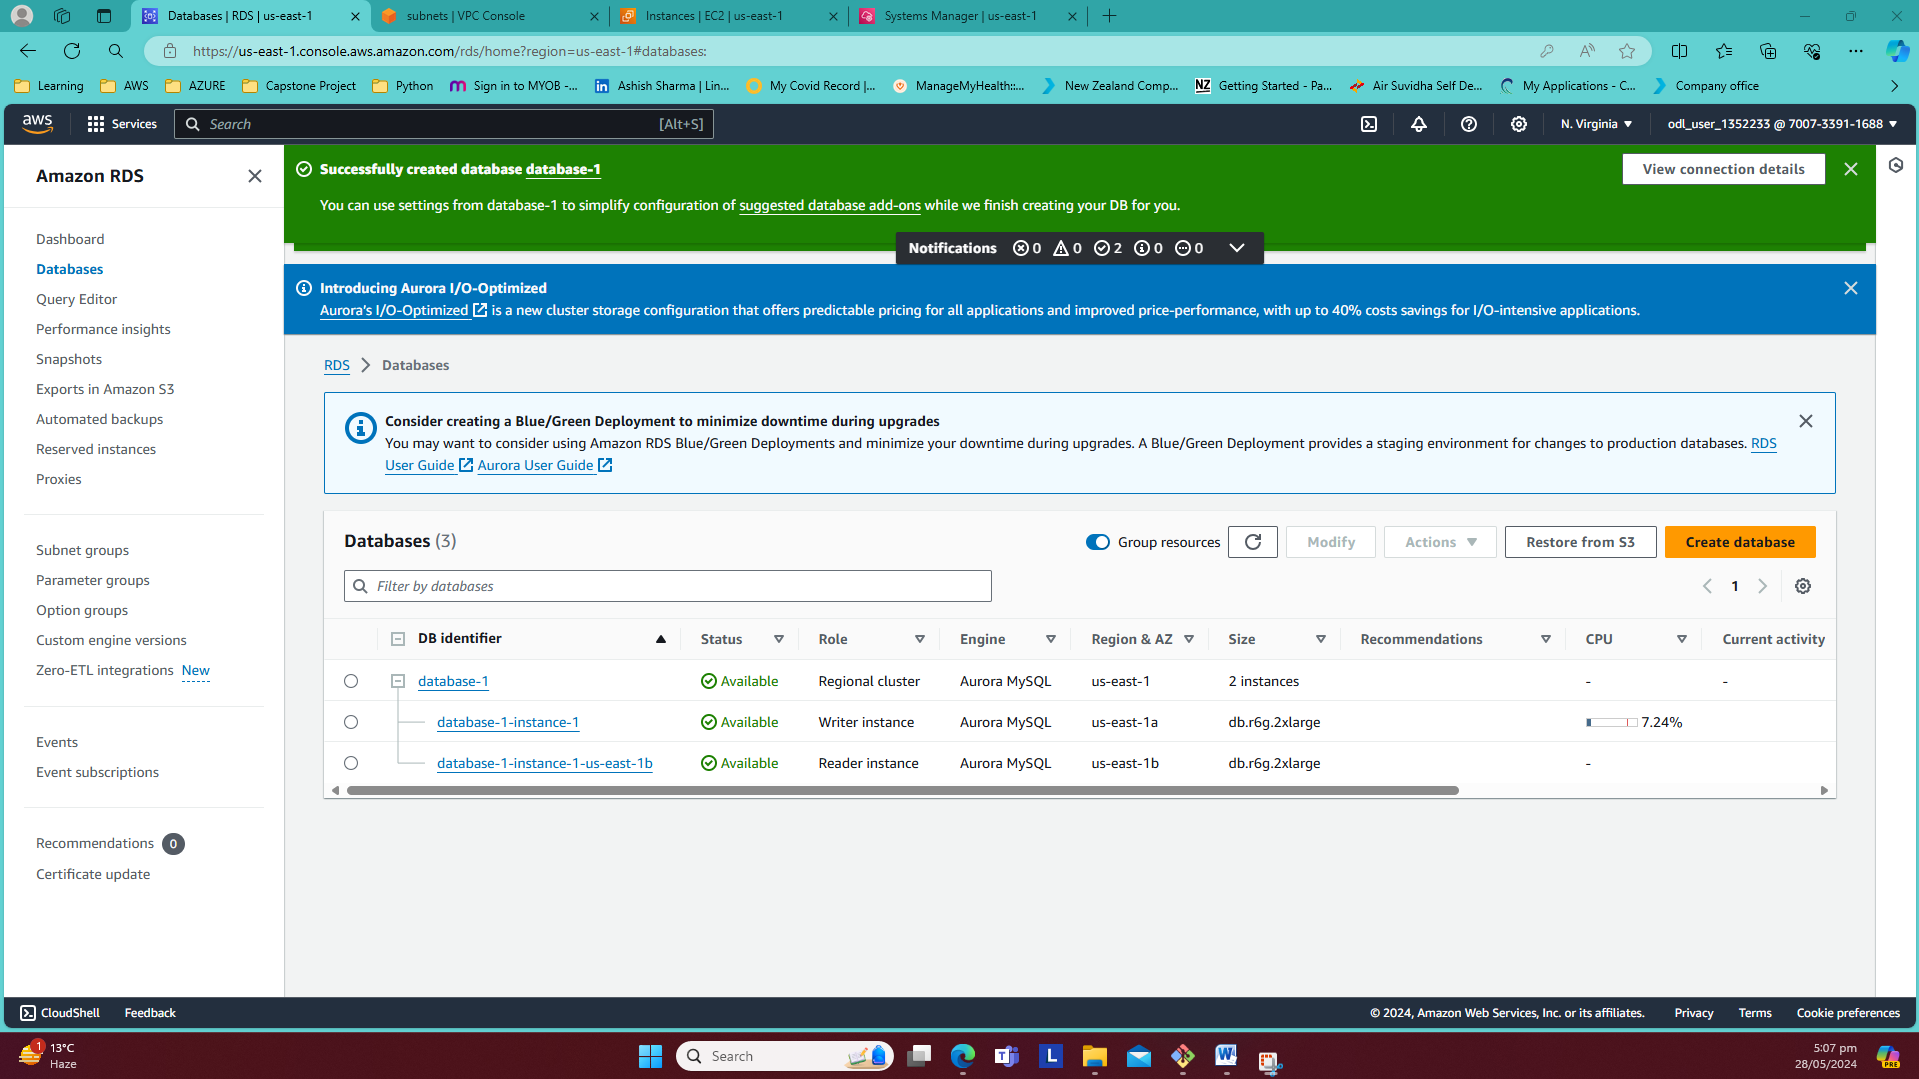 Databases | RDS | us-east-1
subnets | VPC Console
Instances | EC2 | us-east-1
Systems Manager | us-east-1
https://us-east-1.console.aws.amazon.com/rds/home?region=us-east-1#databases:
Learning
AWS
AZURE
Capstone Project
Python
Sign in to MYOB -...
Ashish Sharma | Lin...
My Covid Record |...
ManageMyHealth::...
New Zealand Comp...
Getting Started - Pa...
Air Suvidha Self De...
My Applications - C...
Company office
aws
Services
Search
[Alt+S]
N. Virginia
odl_user_1352233 @ 7007-3391-1688
Amazon RDS
Dashboard
Databases
Query Editor
Performance insights
Snapshots
Exports in Amazon S3
Automated backups
Reserved instances
Proxies
Subnet groups
Parameter groups
Option groups
Custom engine versions
Zero-ETL integrations New
Events
Event subscriptions
Recommendations 0
Certificate update
Successfully created database database-1
View connection details
You can use settings from database-1 to simplify configuration of suggested database add-ons while we finish creating your DB for you.
Notifications 0 0 2 0 0
Introducing Aurora I/O-Optimized
Aurora's I/O-Optimized is a new cluster storage configuration that offers predictable pricing for all applications and improved price-performance, with up to 40% costs savings for I/O-intensive applications.
RDS > Databases
Consider creating a Blue/Green Deployment to minimize downtime during upgrades
You may want to consider using Amazon RDS Blue/Green Deployments and minimize your downtime during upgrades. A Blue/Green Deployment provides a staging environment for changes to production databases. RDS
User Guide Aurora User Guide
Databases (3)
Group resources
Modify
Actions
Restore from S3
Create database
Filter by databases
1
DB identifier Status Role Engine Region & AZ Size Recommendations CPU Current activity
database-1 Available Regional cluster Aurora MySQL us-east-1 2 instances - -
database-1-instance-1 Available Writer instance Aurora MySQL us-east-1a db.r6g.2xlarge 7.24%
database-1-instance-1-us-east-1b Available Reader instance Aurora MySQL us-east-1b db.r6g.2xlarge -
CloudShell
Feedback
© 2024, Amazon Web Services, Inc. or its affiliates.
Privacy
Terms
Cookie preferences
1
13°C
Haze
Search
5:07 pm
28/05/2024
PRE